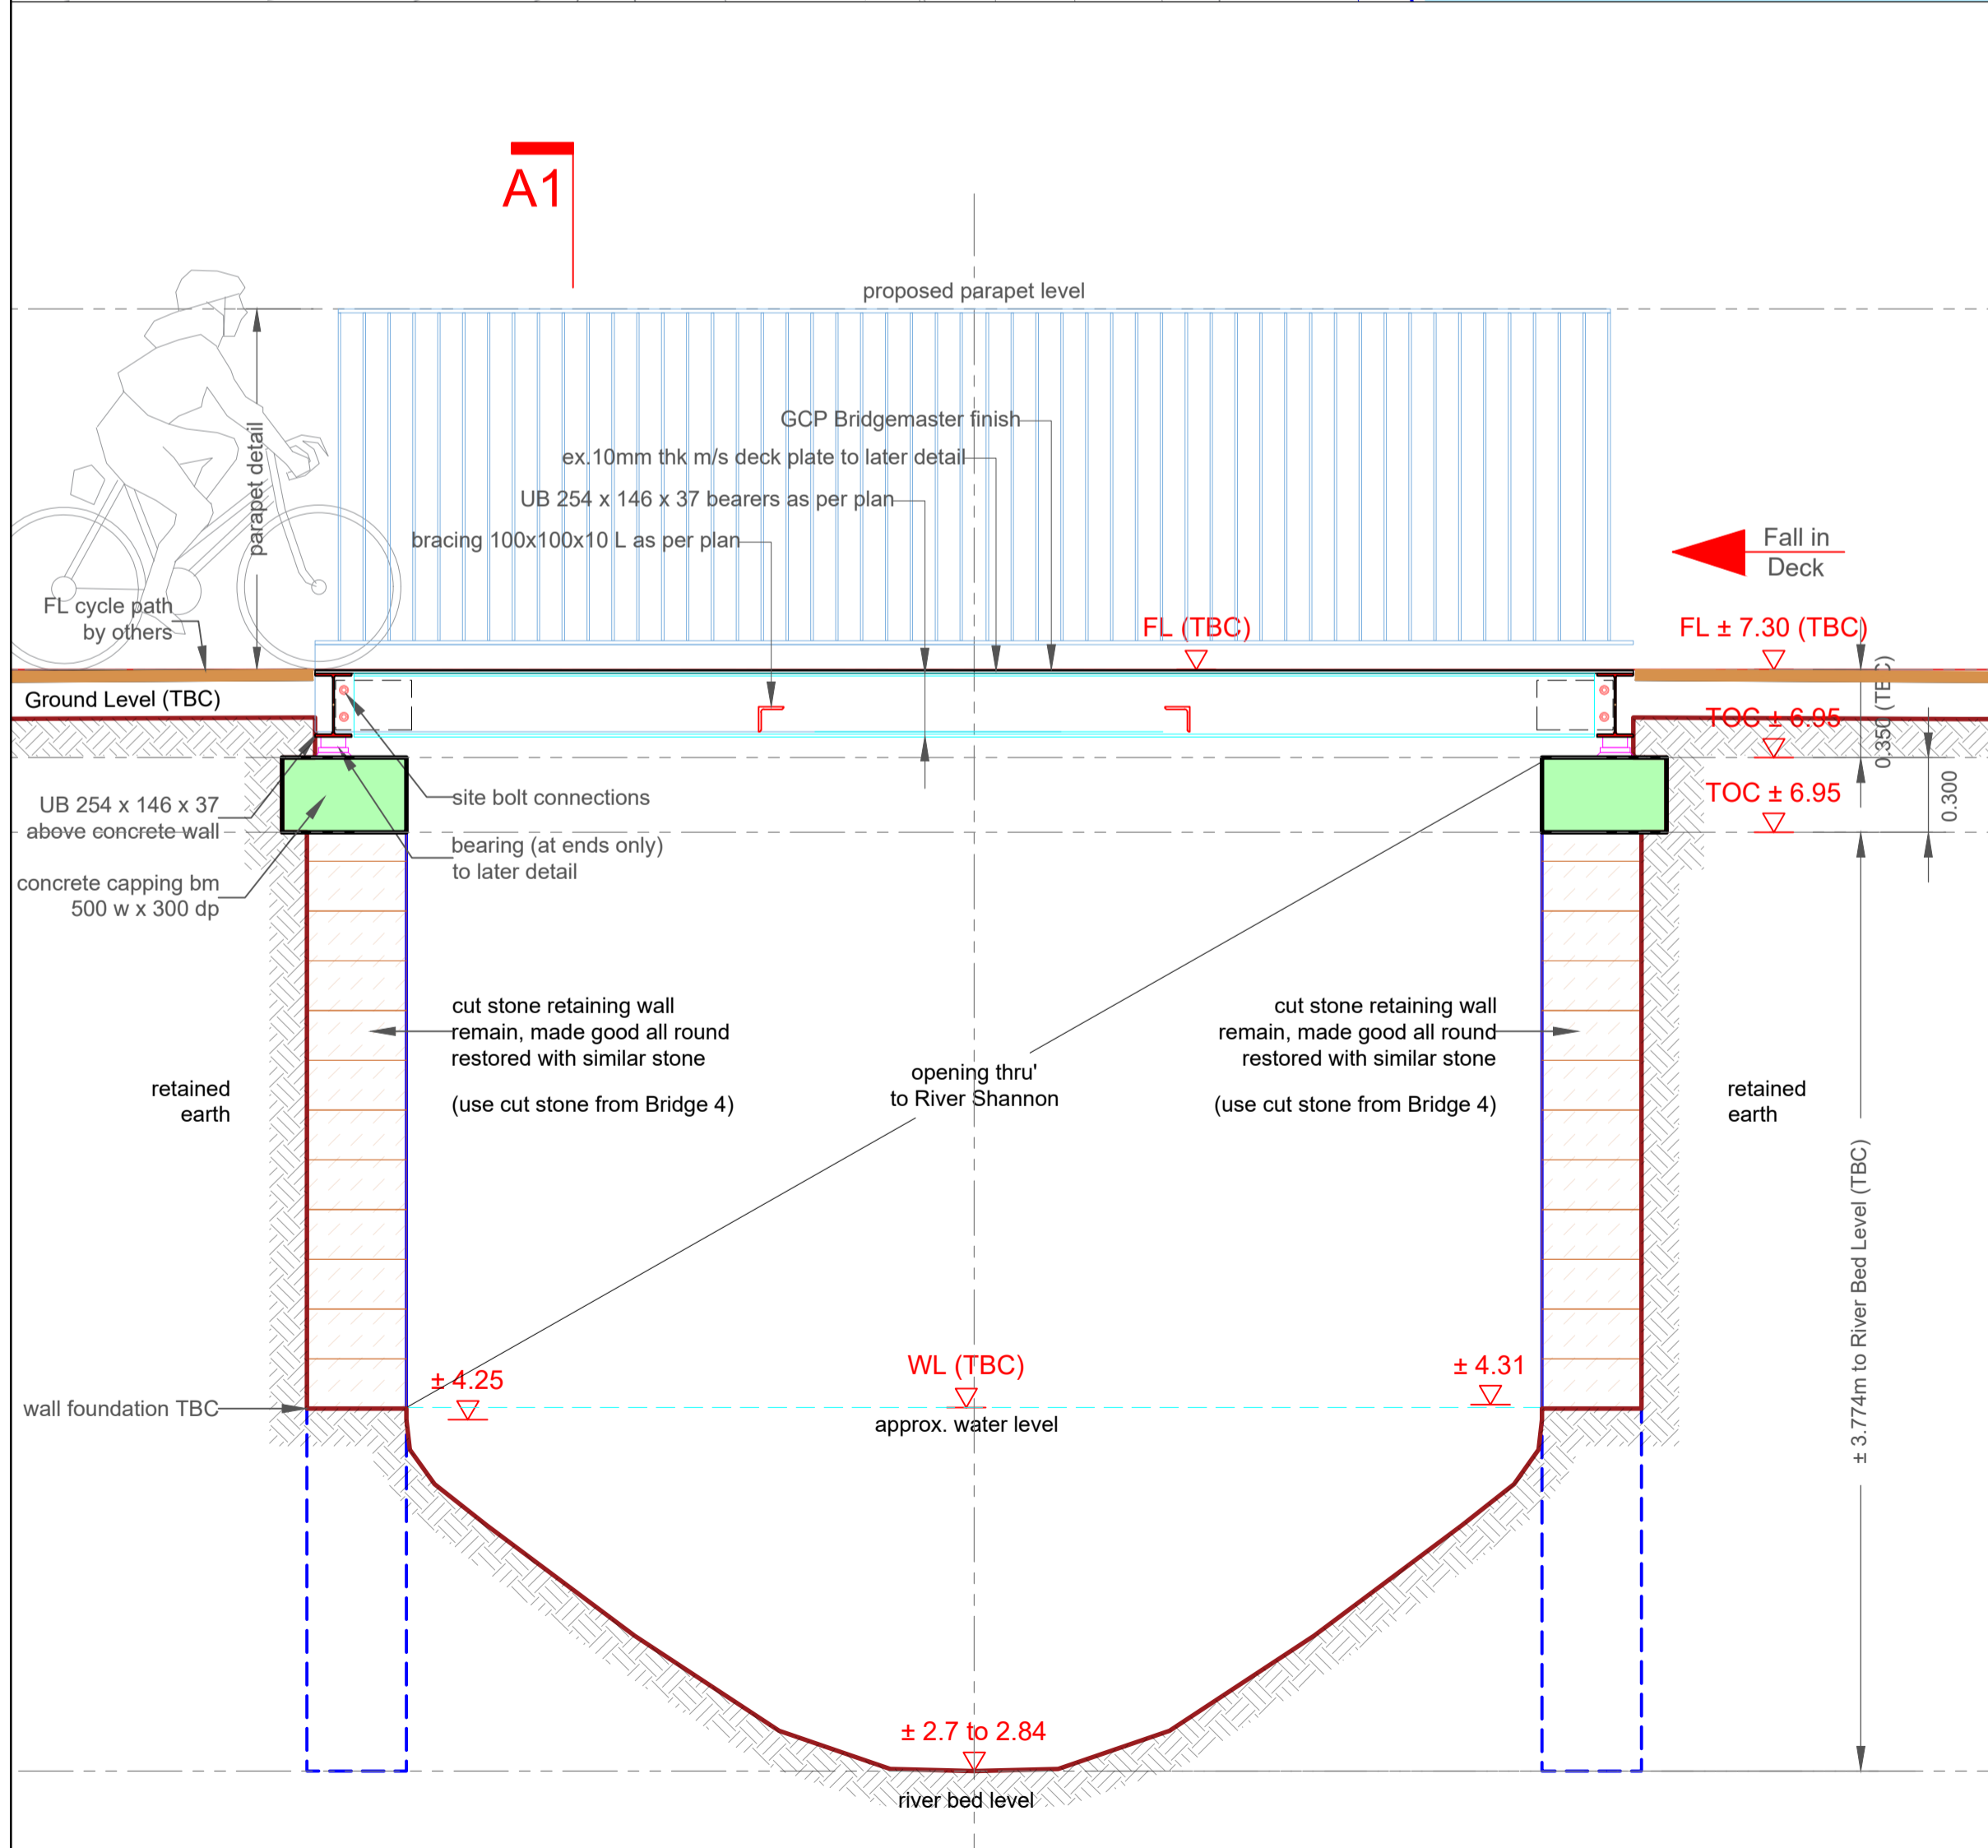 A1
proposed parapet level
parapet detail
GCP Bridgemaster finish
ex.10mm thk m/s deck plate to later detail
UB 254 x 146 x 37 bearers as per plan
bracing 100x100x10 L as per plan
Fall in
Deck
FL cycle path
by others
FL (TBC)
FL ± 7.30 (TBC)
Ground Level (TBC)
0.350 (TBC)
TOC ± 6.95
UB 254 x 146 x 37
above concrete wall
site bolt connections
TOC ± 6.95
0.300
bearing (at ends only)
to later detail
concrete capping bm
500 w x 300 dp
cut stone retaining wall
remain, made good all round
restored with similar stone
(use cut stone from Bridge 4)
cut stone retaining wall
remain, made good all round
restored with similar stone
(use cut stone from Bridge 4)
opening thru'
to River Shannon
retained
earth
retained
earth
± 3.774m to River Bed Level (TBC)
± 4.25
WL (TBC)
± 4.31
wall foundation TBC
approx. water level
± 2.7 to 2.84
river bed level